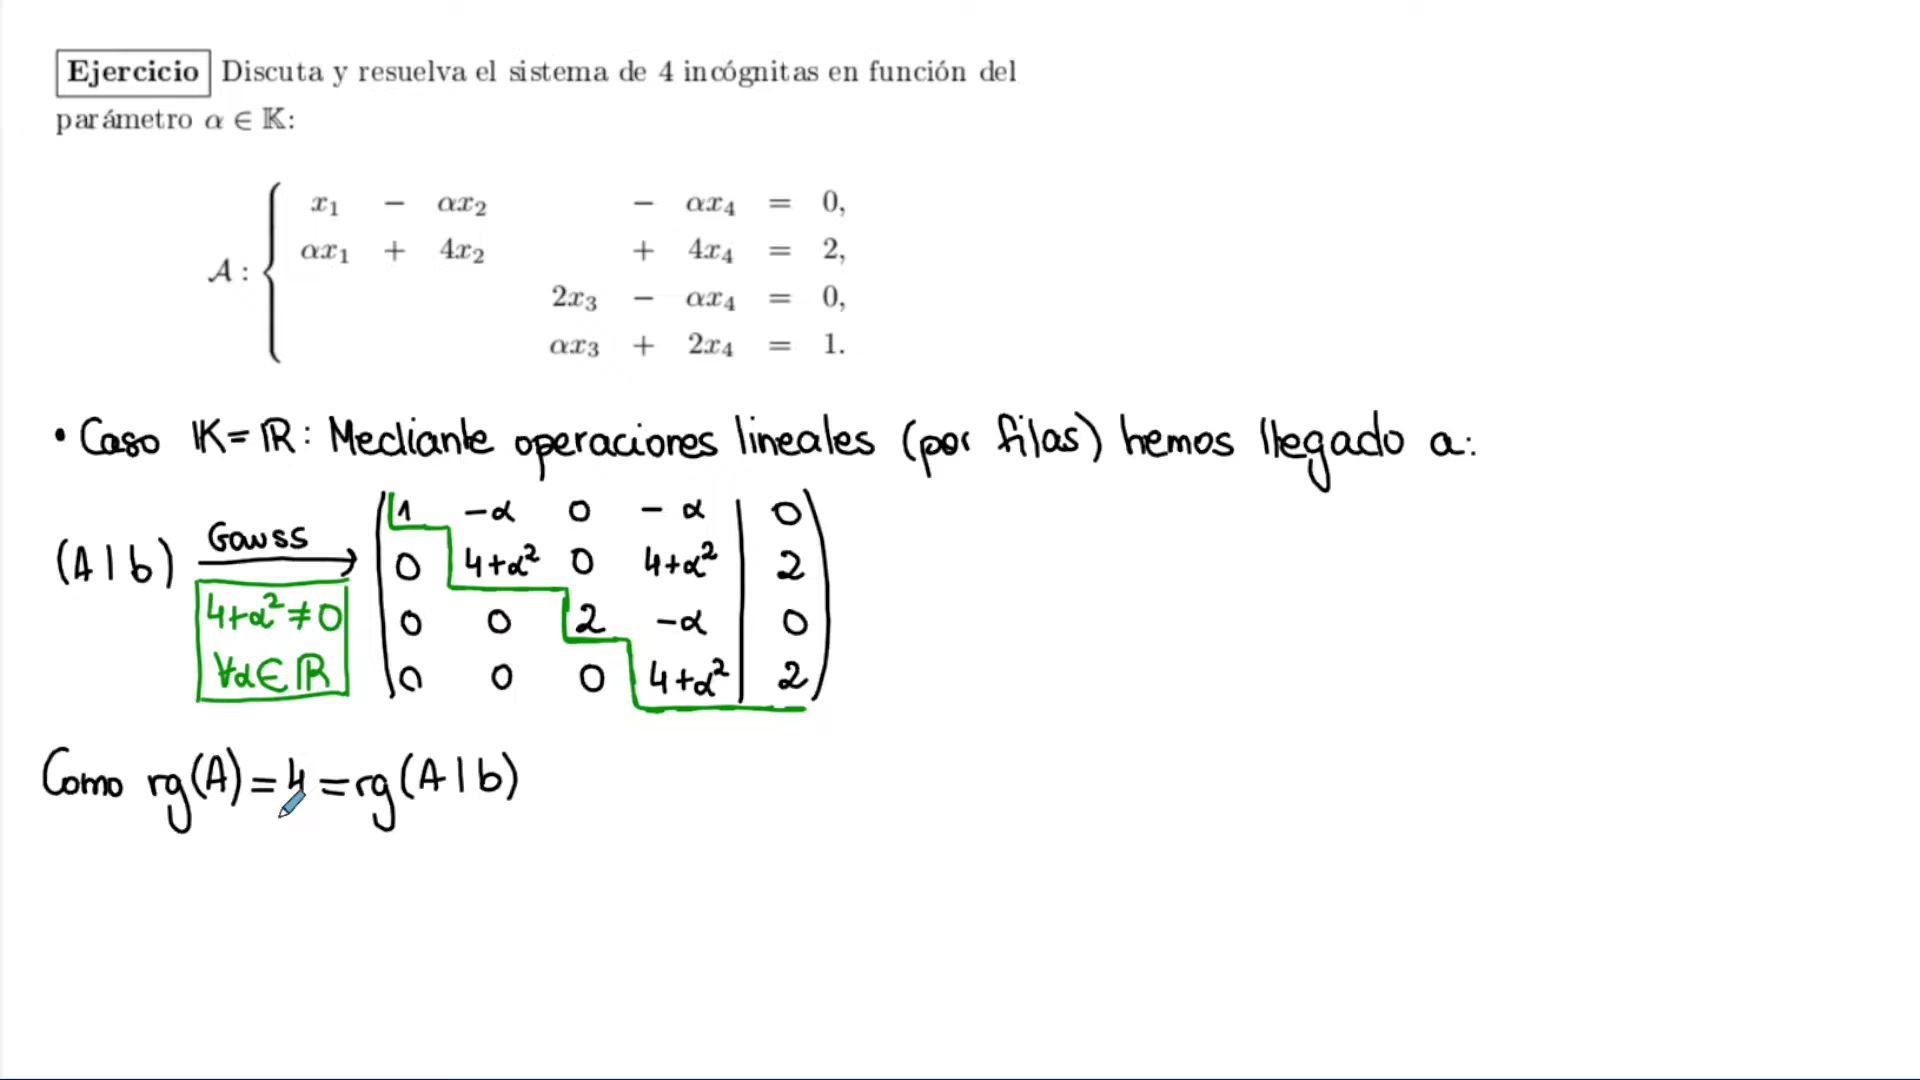 Ejercicio Discuta y resuelva el sistema de 4 incógnitas en función del
parámetro α ∈ 𝕂:
x₁ − αx₂ − αx₄ = 0,
αx₁ + 4x₂ + 4x₄ = 2,
𝒜 :
2x₃ − αx₄ = 0,
αx₃ + 2x₄ = 1.
• Caso 𝕂=ℝ: Mediante operaciones lineales (por filas) hemos llegado a:
(A | b) Gauss
4+α²≠0
∀α∈ℝ
1 −α 0 −α | 0
0 4+α² 0 4+α² | 2
0 0 2 −α | 0
0 0 0 4+α² | 2
Como rg(A)=4=rg(A | b)